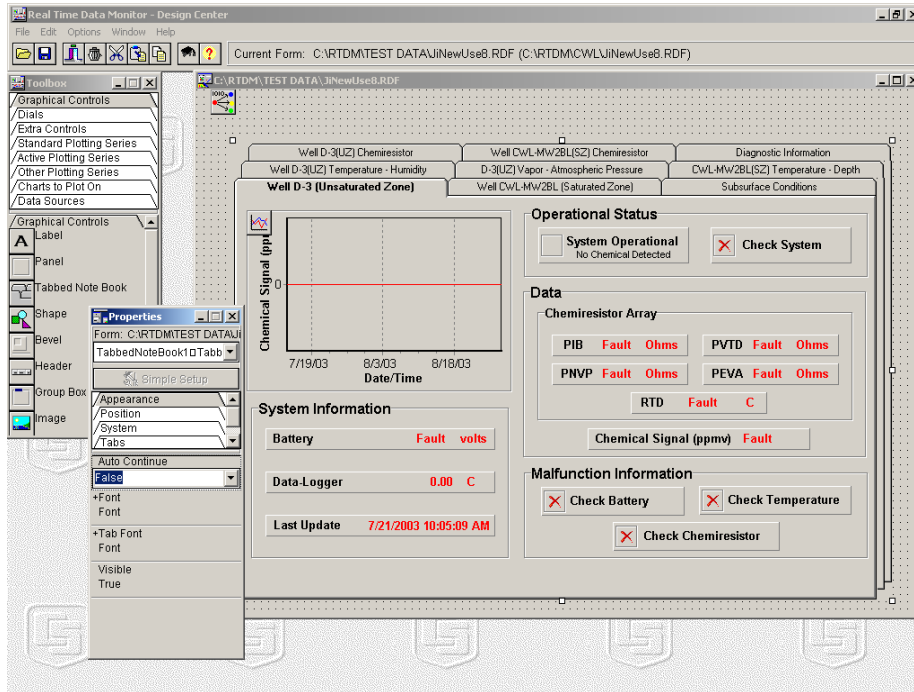 Real Time Data Monitor - Design Center
File Edit Options Window Help
Current Form: C:\RTDM\TEST DATA\JiNewUse8.RDF (C:\RTDM\CWL\JiNewUse8.RDF)
Toolbox
Graphical Controls
Dials
Extra Controls
Standard Plotting Series
Active Plotting Series
Other Plotting Series
Charts to Plot On
Data Sources
Graphical Controls
A Label
Panel
Tabbed Note Book
Shape
Bevel
Header
Group Box
Image
Properties
Form: C:\RTDM\TEST DATA\Ji
TabbedNoteBook1□Tabb
Simple Setup
Appearance
Position
System
Tabs
Auto Continue
False
+Font
Font
+Tab Font
Font
Visible
True
C:\RTDM\TEST DATA\JiNewUse8.RDF
Well D-3(UZ) Chemiresistor Well CWL-MW2BL(SZ) Chemiresistor Diagnostic Information
Well D-3(UZ) Temperature - Humidity D-3(UZ) Vapor - Atmospheric Pressure CWL-MW2BL(SZ) Temperature - Depth
Well D-3 (Unsaturated Zone) Well CWL-MW2BL (Saturated Zone) Subsurface Conditions
Chemical Signal (pp
0
7/19/03 8/3/03 8/18/03
Date/Time
System Information
Battery Fault volts
Data-Logger 0.00 C
Last Update 7/21/2003 10:05:09 AM
Operational Status
System Operational
No Chemical Detected
Check System
Data
Chemiresistor Array
PIB Fault Ohms PVTD Fault Ohms
PNVP Fault Ohms PEVA Fault Ohms
RTD Fault C
Chemical Signal (ppmv) Fault
Malfunction Information
Check Battery Check Temperature
Check Chemiresistor